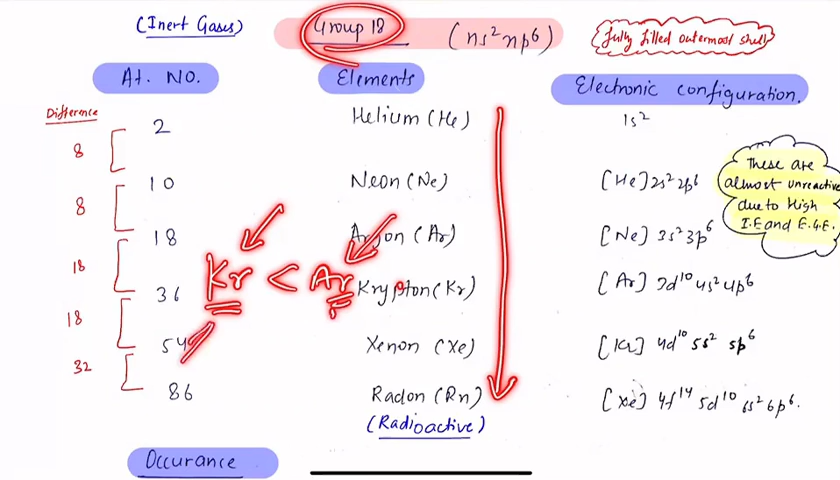 (Inert Gases) Group 18 (ns² np⁶) fully filled outermost shell
At. No. Elements Electronic configuration.
Difference
2 Helium (He) 1s²
8
10 Neon (Ne) [He] 2s² 2p⁶
8
18 Argon (Ar) [Ne] 3s² 3p⁶
18
36 Krypton (Kr) [Ar] 3d¹⁰ 4s² 4p⁶
18
54 Xenon (Xe) [Kr] 4d¹⁰ 5s² 5p⁶
32
86 Radon (Rn) [Xe] 4f¹⁴ 5d¹⁰ 6s² 6p⁶.
(Radioactive)
Kr < Ar
These are
almost unreactive
due to High
I.E and E.G.E.
Occurance